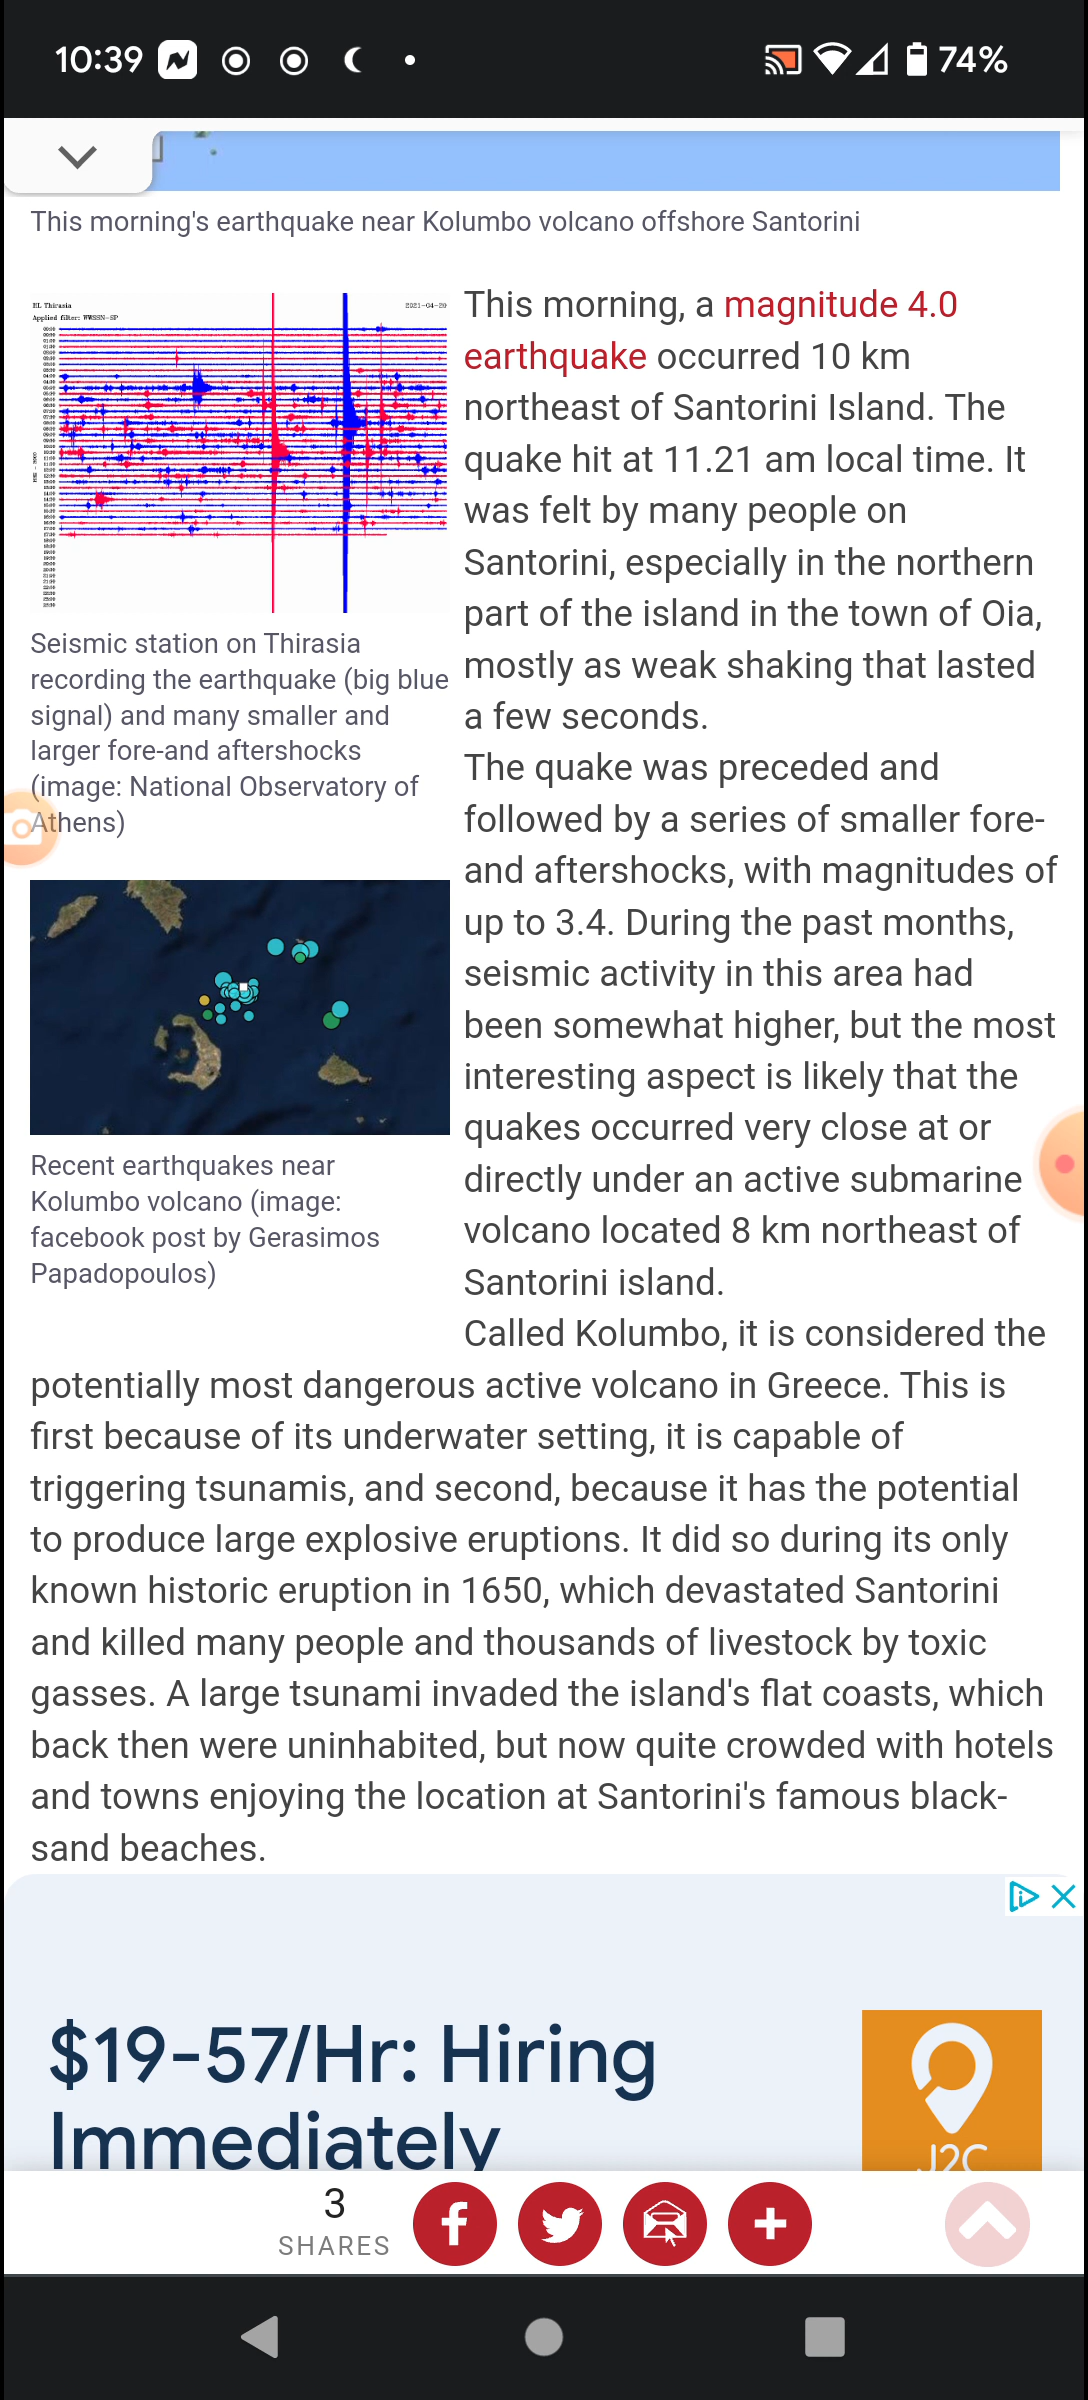 10:39
74%
This morning's earthquake near Kolumbo volcano offshore Santorini
HL Thirasia
2021-04-20
Applied filter: WWSSN-SP
Seismic station on Thirasia
recording the earthquake (big blue
signal) and many smaller and
larger fore-and aftershocks
(image: National Observatory of
Athens)
Recent earthquakes near
Kolumbo volcano (image:
facebook post by Gerasimos
Papadopoulos)
This morning, a magnitude 4.0
earthquake occurred 10 km
northeast of Santorini Island. The
quake hit at 11.21 am local time. It
was felt by many people on
Santorini, especially in the northern
part of the island in the town of Oia,
mostly as weak shaking that lasted
a few seconds.
The quake was preceded and
followed by a series of smaller fore-
and aftershocks, with magnitudes of
up to 3.4. During the past months,
seismic activity in this area had
been somewhat higher, but the most
interesting aspect is likely that the
quakes occurred very close at or
directly under an active submarine
volcano located 8 km northeast of
Santorini island.
Called Kolumbo, it is considered the
potentially most dangerous active volcano in Greece. This is
first because of its underwater setting, it is capable of
triggering tsunamis, and second, because it has the potential
to produce large explosive eruptions. It did so during its only
known historic eruption in 1650, which devastated Santorini
and killed many people and thousands of livestock by toxic
gasses. A large tsunami invaded the island's flat coasts, which
back then were uninhabited, but now quite crowded with hotels
and towns enjoying the location at Santorini's famous black-
sand beaches.
$19-57/Hr: Hiring
Immediately
J2C
3
SHARES